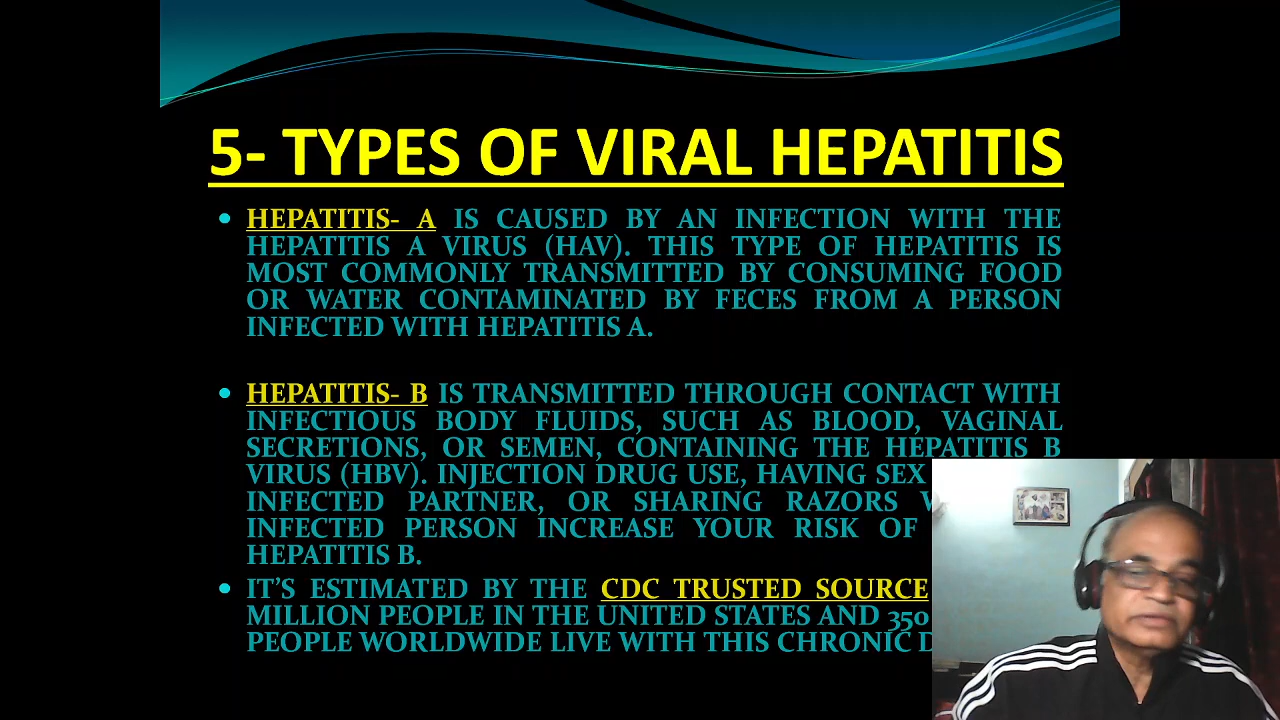 5- TYPES OF VIRAL HEPATITIS
• HEPATITIS- A IS CAUSED BY AN INFECTION WITH THE
HEPATITIS A VIRUS (HAV). THIS TYPE OF HEPATITIS IS
MOST COMMONLY TRANSMITTED BY CONSUMING FOOD
OR WATER CONTAMINATED BY FECES FROM A PERSON
INFECTED WITH HEPATITIS A.
• HEPATITIS- B IS TRANSMITTED THROUGH CONTACT WITH
INFECTIOUS BODY FLUIDS, SUCH AS BLOOD, VAGINAL
SECRETIONS, OR SEMEN, CONTAINING THE HEPATITIS B
VIRUS (HBV). INJECTION DRUG USE, HAVING SEX
INFECTED PARTNER, OR SHARING RAZORS
INFECTED PERSON INCREASE YOUR RISK OF
HEPATITIS B.
• IT'S ESTIMATED BY THE CDC TRUSTED SOURCE
MILLION PEOPLE IN THE UNITED STATES AND 350
PEOPLE WORLDWIDE LIVE WITH THIS CHRONIC